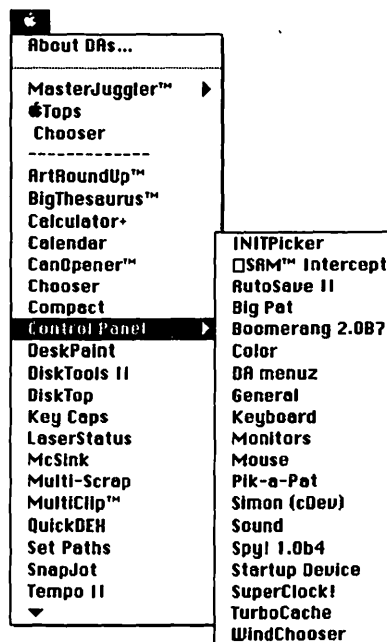 About DAs...
MasterJuggler™
Tops
Chooser
--------------
ArtRoundUp™
BigThesaurus™
Calculator+
Calendar
CanOpener™
Chooser
Compact
Control Panel
DeskPaint
DiskTools II
DiskTop
Key Caps
LaserStatus
McSink
Multi-Scrap
MultiClip™
QuickDEX
Set Paths
SnapJot
Tempo II
INITPicker
□SAM™ Intercept
AutoSave II
Big Pat
Boomerang 2.0B7
Color
DA menuz
General
Keyboard
Monitors
Mouse
Pik-a-Pat
Simon (cDev)
Sound
Spy! 1.0b4
Startup Device
SuperClock!
TurboCache
WindChooser